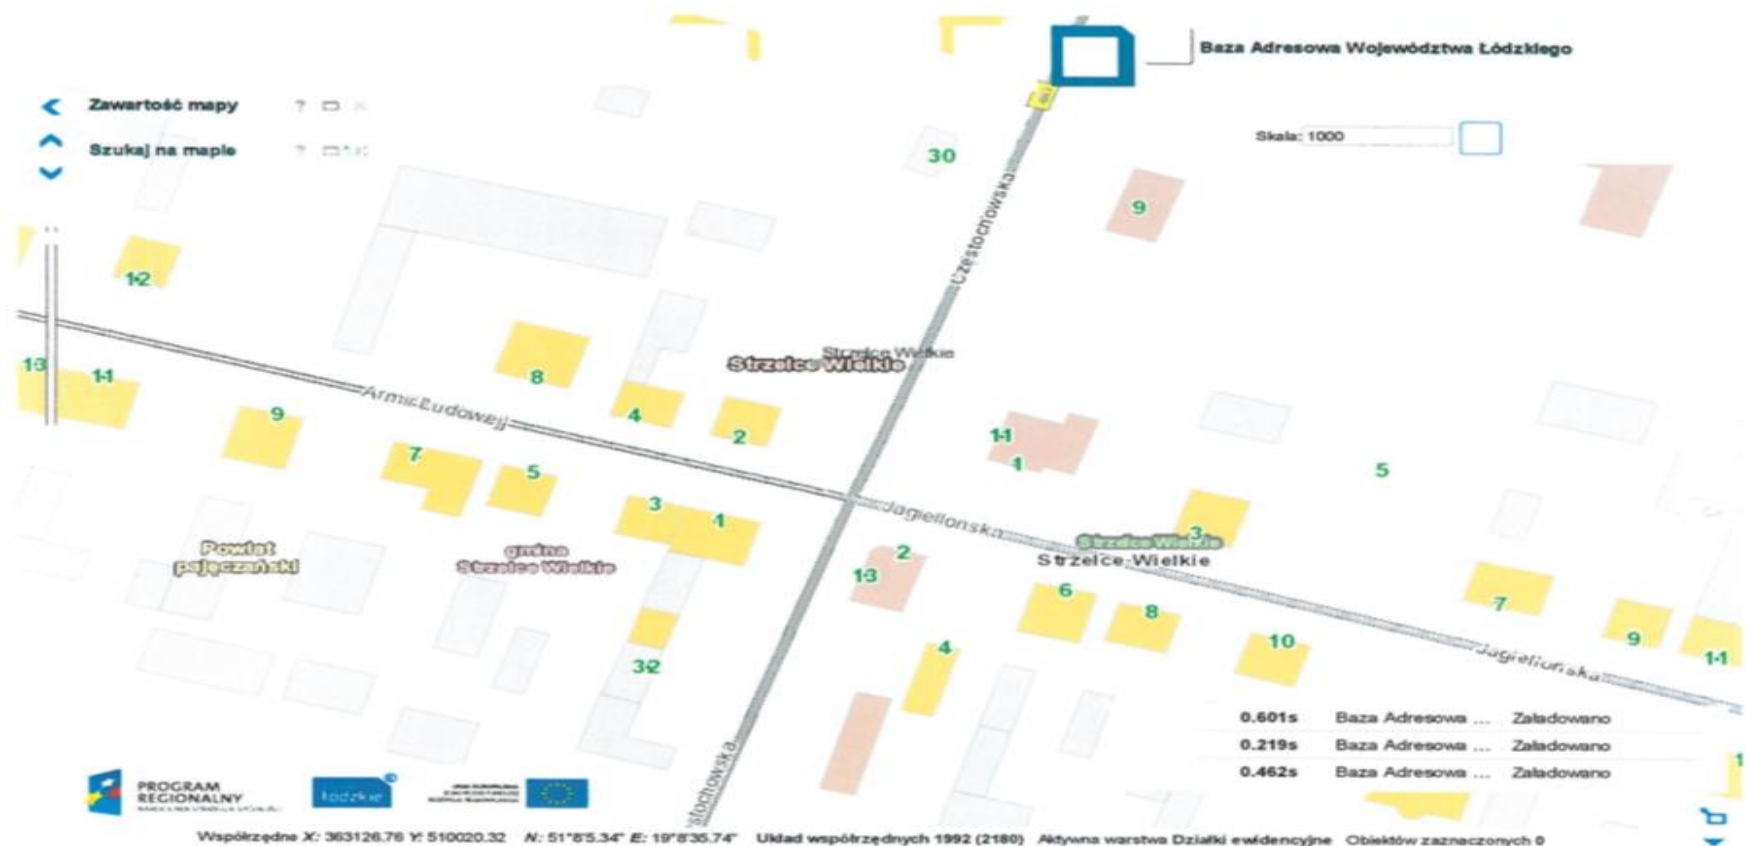 Baza Adresowa Województwa Łódzkiego
Zawartość mapy ?
Skala: 1000
Szukaj na mapie ?
30
9
Częstochowska
12
Strzelce Wielkie
Strzelce Wielkie
13
11
8
Armii Ludowej
9
4
2
11
1
7
5
5
3
1
Jagiellońska
3
Powiat
pajęczański
gmina
Strzelce Wielkie
2
13
Strzelce Wielkie
Strzelce Wielkie
6
8
7
10
9
11
4
32
Jagiellońska
0.601s Baza Adresowa ... Załadowano
0.219s Baza Adresowa ... Załadowano
0.462s Baza Adresowa ... Załadowano
stochowska
PROGRAM
REGIONALNY
łódzkie
Współrzędne X: 363126.76 Y: 510020.32 N: 51°8'5.34" E: 19°8'35.74" Układ współrzędnych 1992 (2180) Aktywna warstwa Działki ewidencyjne Obiektów zaznaczonych 0